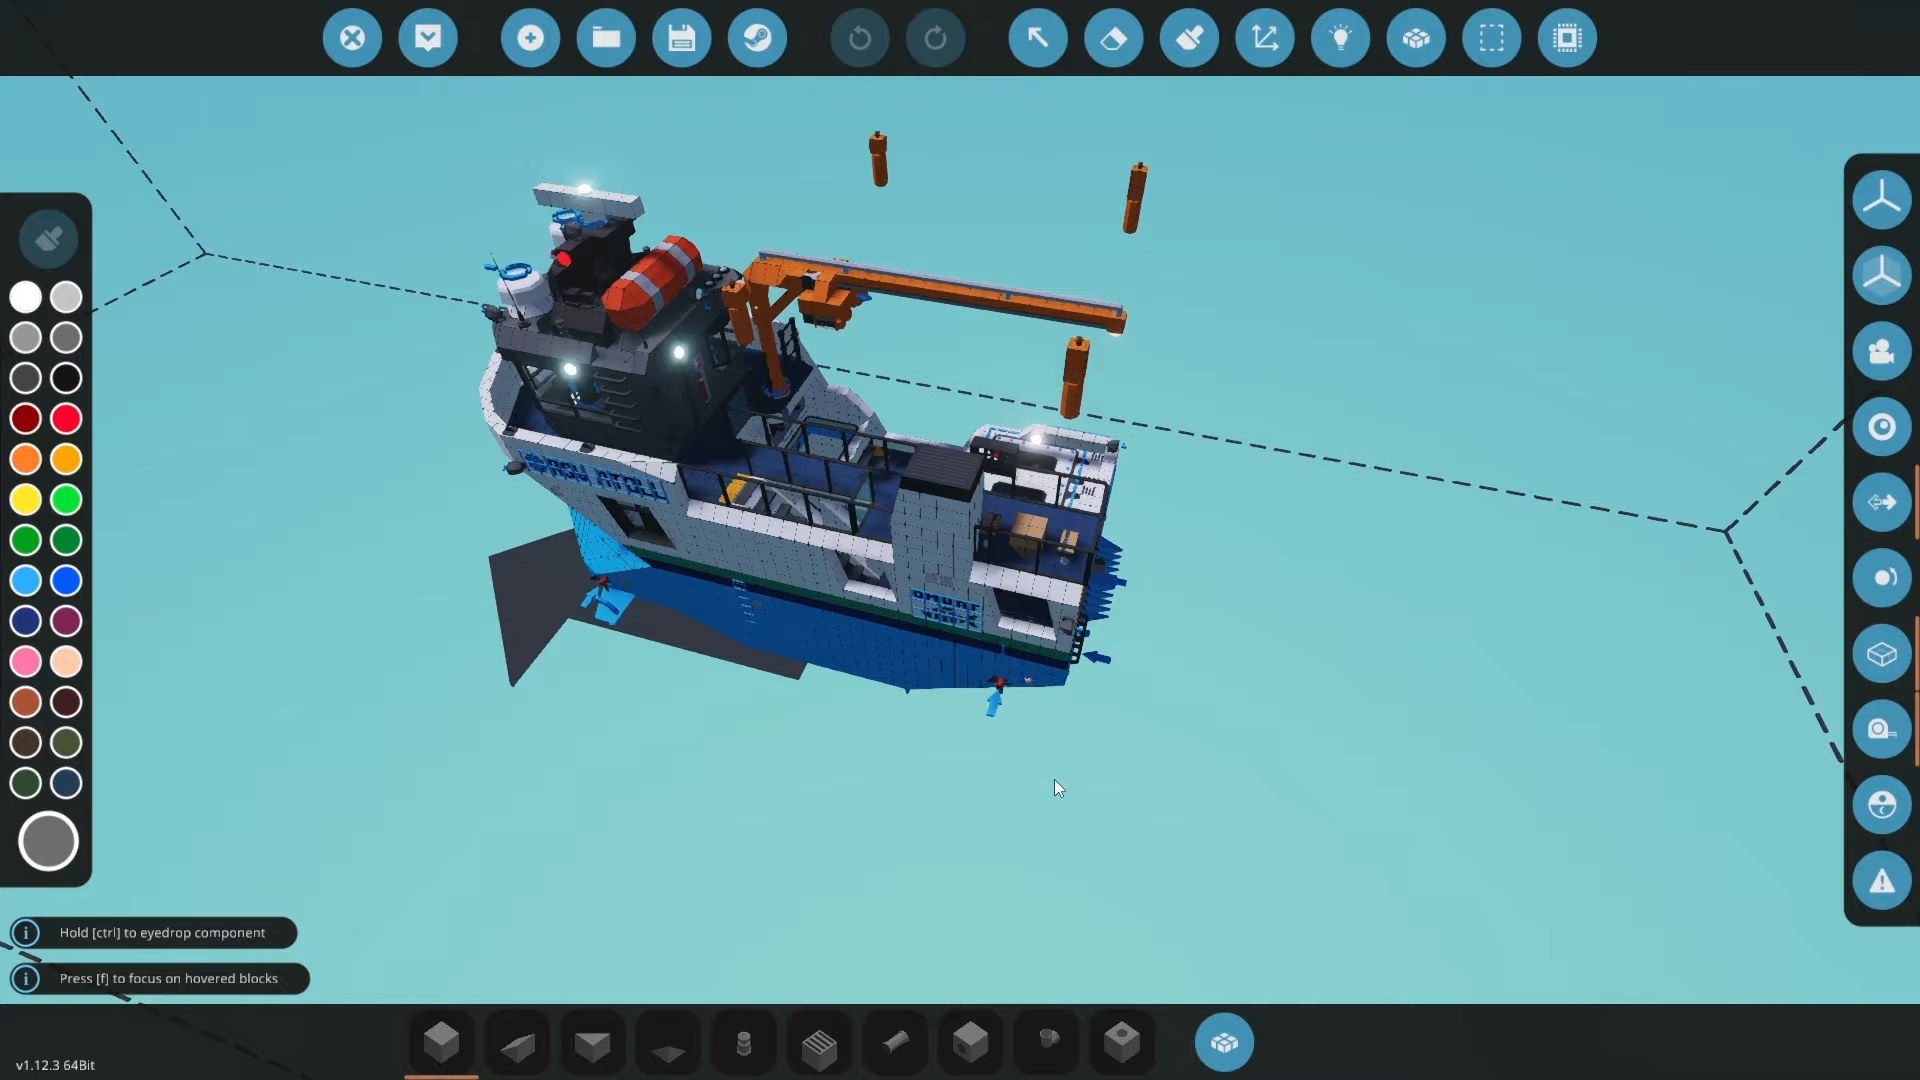 Hold [ctrl] to eyedrop component
Press [f] to focus on hovered blocks
v1.12.3 64Bit